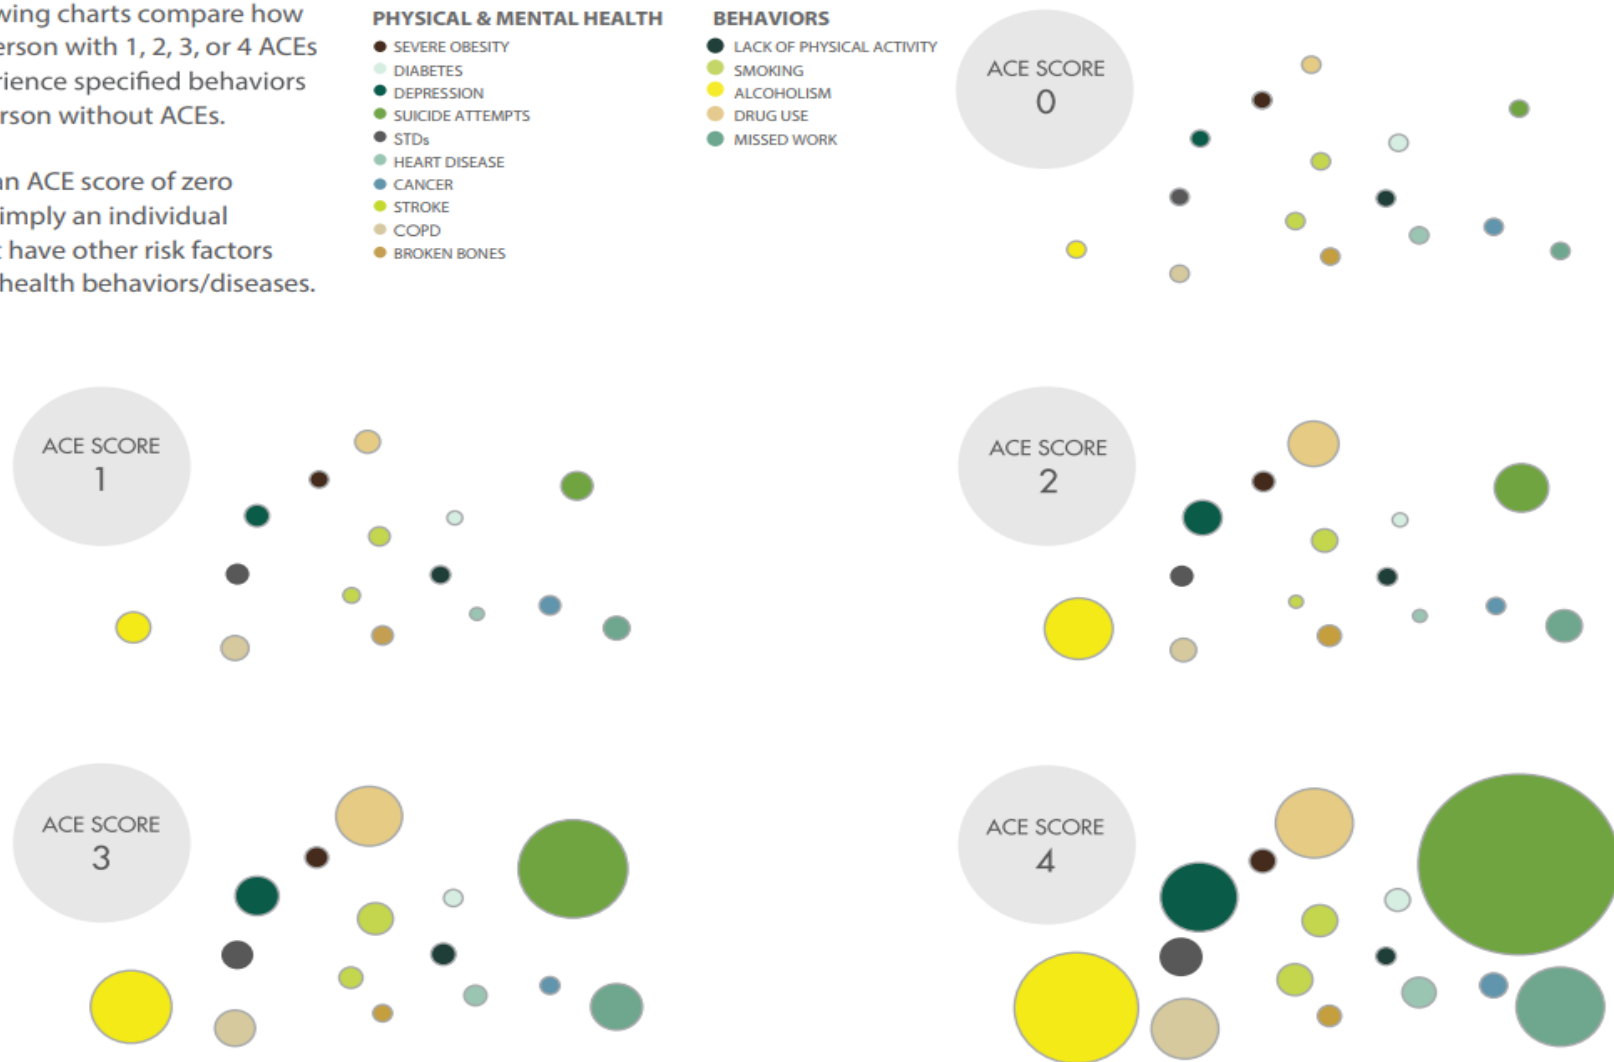 wing charts compare how
erson with 1, 2, 3, or 4 ACEs
rience specified behaviors
rson without ACEs.
an ACE score of zero
simply an individual
t have other risk factors
health behaviors/diseases.
PHYSICAL & MENTAL HEALTH
SEVERE OBESITY
DIABETES
DEPRESSION
SUICIDE ATTEMPTS
STDs
HEART DISEASE
CANCER
STROKE
COPD
BROKEN BONES
BEHAVIORS
LACK OF PHYSICAL ACTIVITY
SMOKING
ALCOHOLISM
DRUG USE
MISSED WORK
ACE SCORE
0
ACE SCORE
1
ACE SCORE
2
ACE SCORE
3
ACE SCORE
4